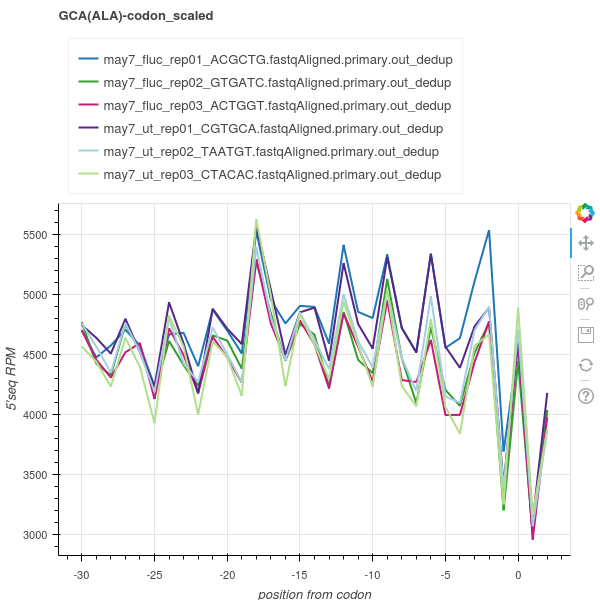 GCA(ALA)-codon_scaled
may7_fluc_rep01_ACGCTG.fastqAligned.primary.out_dedup
may7_fluc_rep02_GTGATC.fastqAligned.primary.out_dedup
may7_fluc_rep03_ACTGGT.fastqAligned.primary.out_dedup
may7_ut_rep01_CGTGCA.fastqAligned.primary.out_dedup
may7_ut_rep02_TAATGT.fastqAligned.primary.out_dedup
may7_ut_rep03_CTACAC.fastqAligned.primary.out_dedup
5500
5000
4500
4000
3500
3000
5'seq RPM
-30 -25 -20 -15 -10 -5 0
position from codon